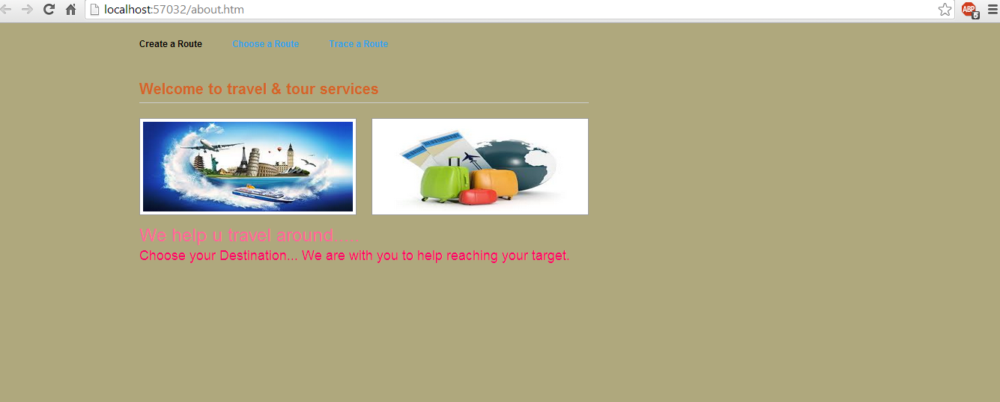 localhost:57032/about.htm
ABP
5
Create a Route Choose a Route Trace a Route
Welcome to travel & tour services
We help u travel around.....
Choose your Destination... We are with you to help reaching your target.